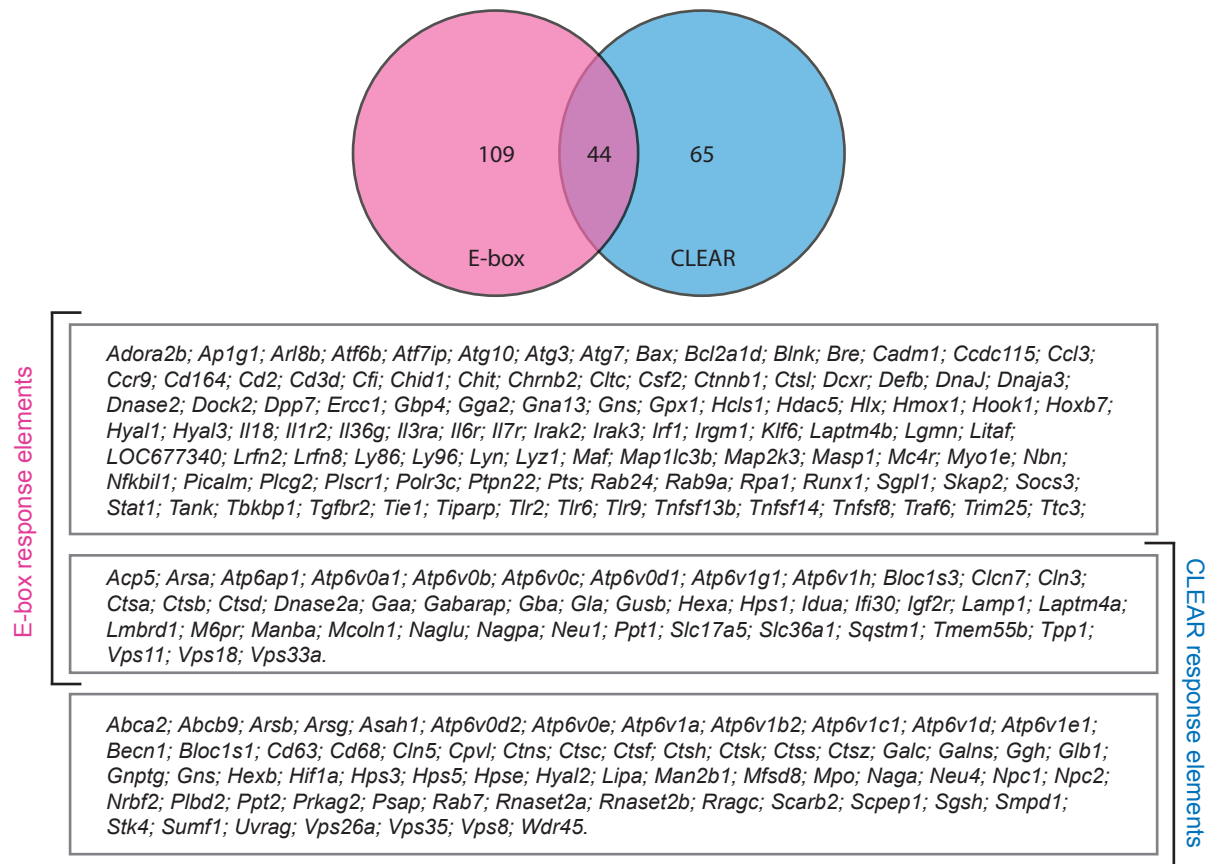 109
44
65
E-box
CLEAR
E-box response elements
Adora2b; Ap1g1; Arl8b; Atf6b; Atf7ip; Atg10; Atg3; Atg7; Bax; Bcl2a1d; Blnk; Bre; Cadm1; Ccdc115; Ccl3;
Ccr9; Cd164; Cd2; Cd3d; Cfi; Chid1; Chit; Chrnb2; Cltc; Csf2; Ctnnb1; Ctsl; Dcxr; Defb; DnaJ; Dnaja3;
Dnase2; Dock2; Dpp7; Ercc1; Gbp4; Gga2; Gna13; Gns; Gpx1; Hcls1; Hdac5; Hlx; Hmox1; Hook1; Hoxb7;
Hyal1; Hyal3; Il18; Il1r2; Il36g; Il3ra; Il6r; Il7r; Irak2; Irak3; Irf1; Irgm1; Klf6; Laptm4b; Lgmn; Litaf;
LOC677340; Lrfn2; Lrfn8; Ly86; Ly96; Lyn; Lyz1; Maf; Map1lc3b; Map2k3; Masp1; Mc4r; Myo1e; Nbn;
Nfkbil1; Picalm; Plcg2; Plscr1; Polr3c; Ptpn22; Pts; Rab24; Rab9a; Rpa1; Runx1; Sgpl1; Skap2; Socs3;
Stat1; Tank; Tbkbp1; Tgfbr2; Tie1; Tiparp; Tlr2; Tlr6; Tlr9; Tnfsf13b; Tnfsf14; Tnfsf8; Traf6; Trim25; Ttc3;
Acp5; Arsa; Atp6ap1; Atp6v0a1; Atp6v0b; Atp6v0c; Atp6v0d1; Atp6v1g1; Atp6v1h; Bloc1s3; Clcn7; Cln3;
Ctsa; Ctsb; Ctsd; Dnase2a; Gaa; Gabarap; Gba; Gla; Gusb; Hexa; Hps1; Idua; Ifi30; Igf2r; Lamp1; Laptm4a;
Lmbrd1; M6pr; Manba; Mcoln1; Naglu; Nagpa; Neu1; Ppt1; Slc17a5; Slc36a1; Sqstm1; Tmem55b; Tpp1;
Vps11; Vps18; Vps33a.
CLEAR response elements
Abca2; Abcb9; Arsb; Arsg; Asah1; Atp6v0d2; Atp6v0e; Atp6v1a; Atp6v1b2; Atp6v1c1; Atp6v1d; Atp6v1e1;
Becn1; Bloc1s1; Cd63; Cd68; Cln5; Cpvl; Ctns; Ctsc; Ctsf; Ctsh; Ctsk; Ctss; Ctsz; Galc; Galns; Ggh; Glb1;
Gnptg; Gns; Hexb; Hif1a; Hps3; Hps5; Hpse; Hyal2; Lipa; Man2b1; Mfsd8; Mpo; Naga; Neu4; Npc1; Npc2;
Nrbf2; Plbd2; Ppt2; Prkag2; Psap; Rab7; Rnaset2a; Rnaset2b; Rragc; Scarb2; Scpep1; Sgsh; Smpd1;
Stk4; Sumf1; Uvrag; Vps26a; Vps35; Vps8; Wdr45.